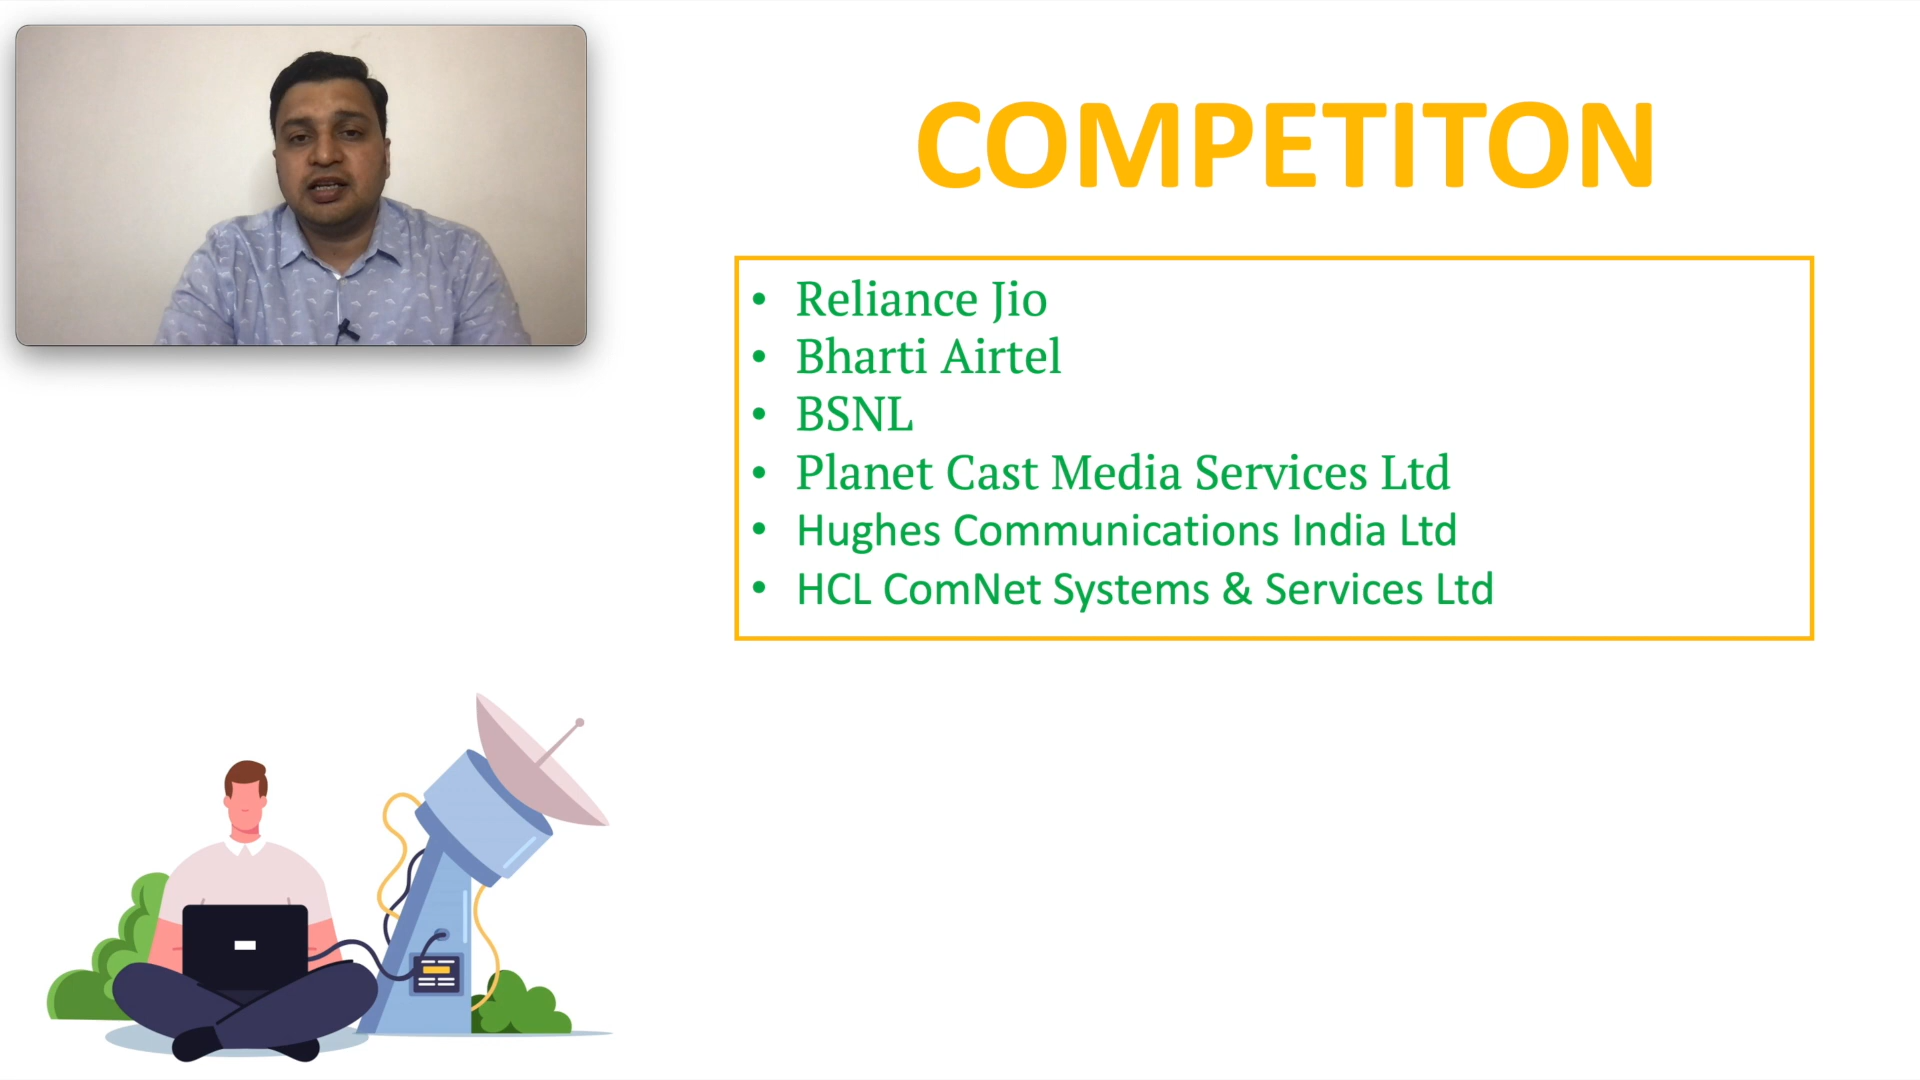 COMPETITON
• Reliance Jio
• Bharti Airtel
• BSNL
• Planet Cast Media Services Ltd
• Hughes Communications India Ltd
• HCL ComNet Systems & Services Ltd